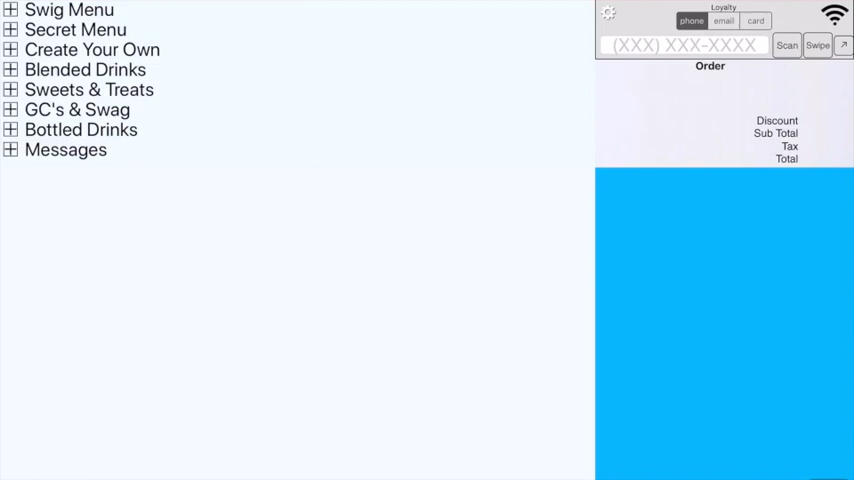 Swig Menu
Secret Menu
Create Your Own
Blended Drinks
Sweets & Treats
GC's & Swag
Bottled Drinks
Messages
Loyalty
phone email card
(XXX) XXX-XXXX Scan Swipe
Order
Discount
Sub Total
Tax
Total